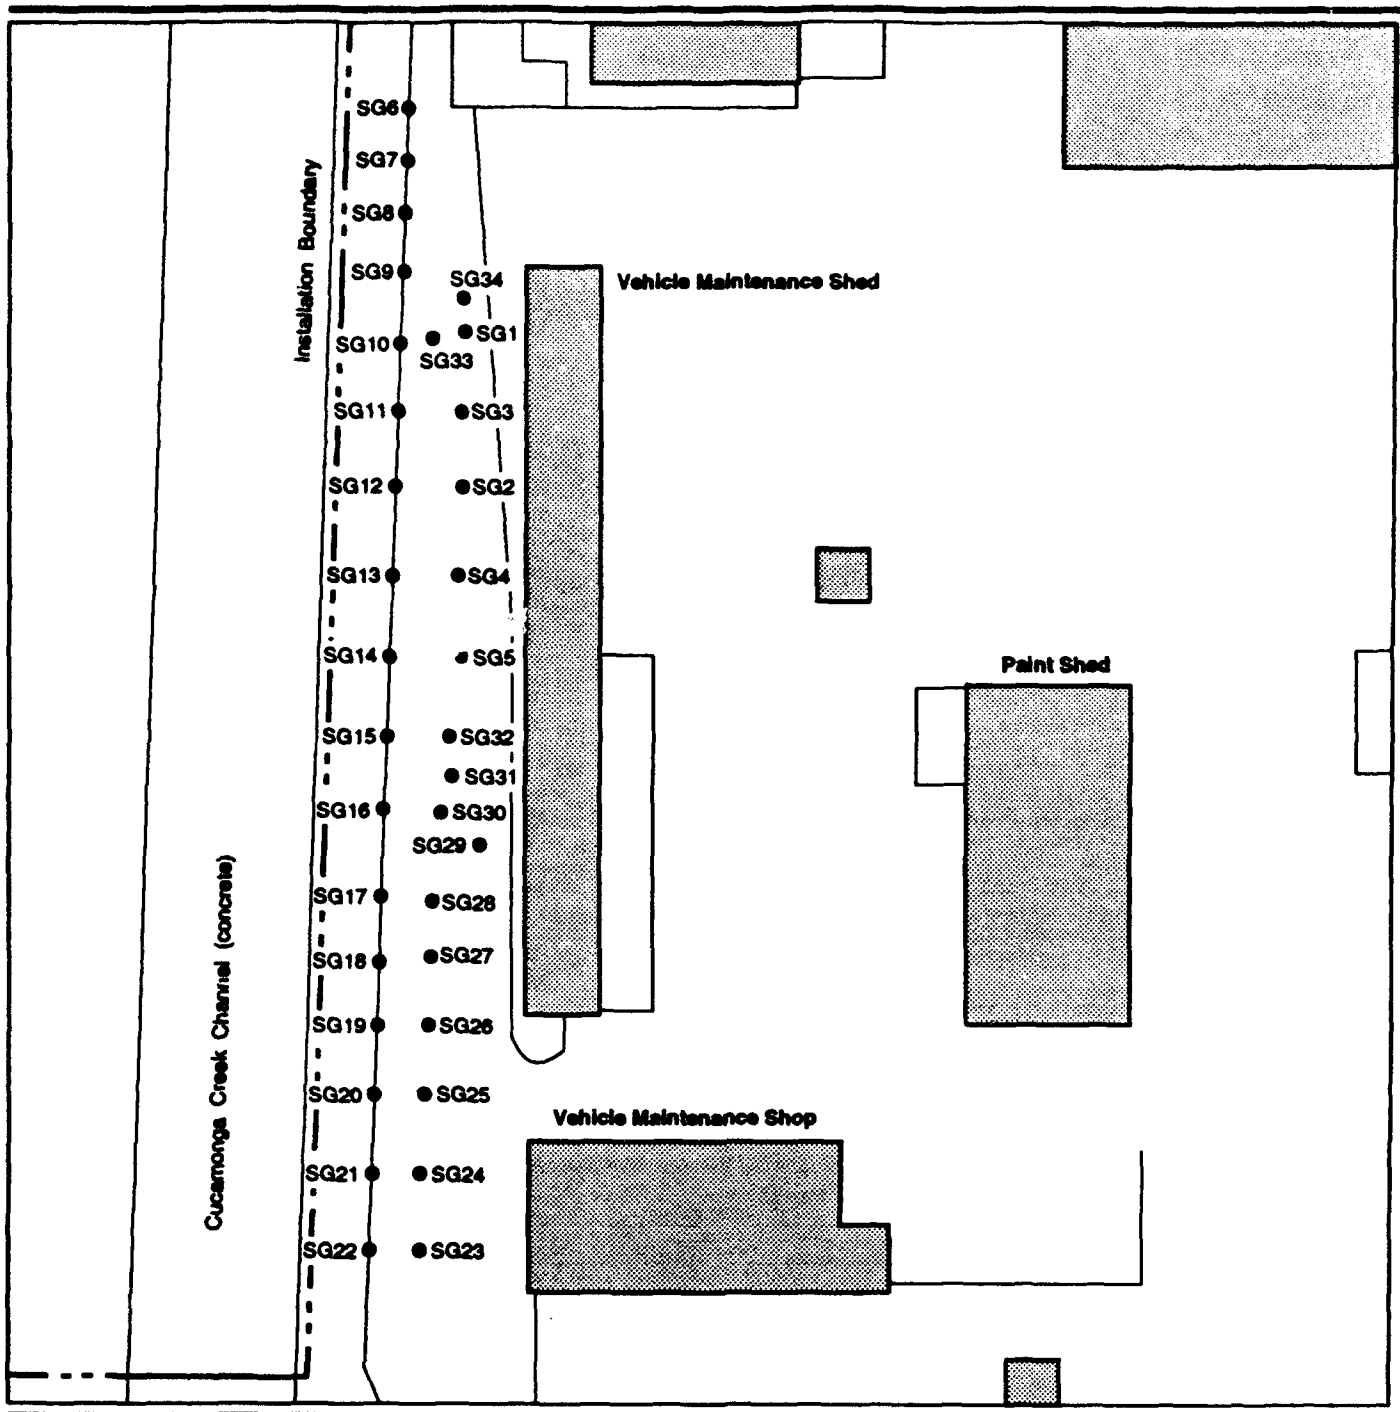 SG6
SG7
Installation Boundary
SG8
SG9
SG34
Vehicle Maintenance Shed
SG1
SG10
SG33
SG11
SG3
SG12
SG2
SG13
SG4
SG14
SG5
Paint Shed
SG15
SG32
SG31
SG16
SG30
SG29
Cucamonga Creek Channel (concrete)
SG17
SG28
SG18
SG27
SG19
SG26
SG20
SG25
Vehicle Maintenance Shop
SG21
SG24
SG22
SG23